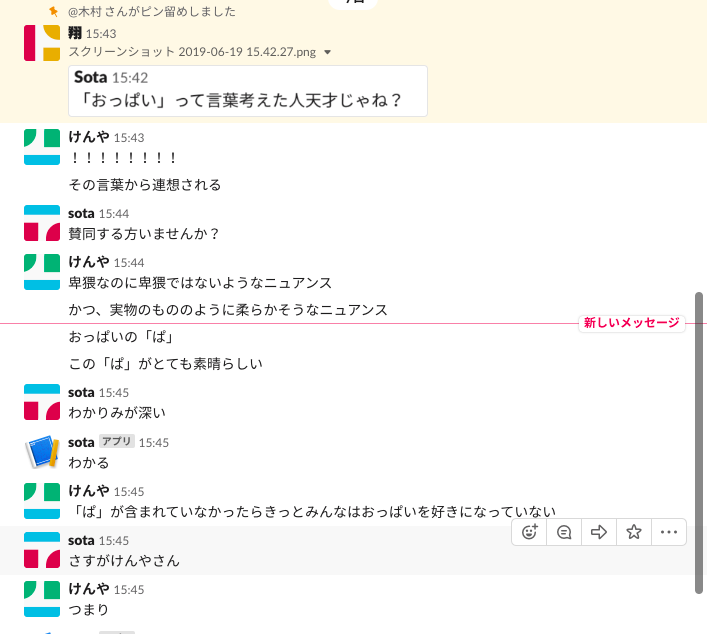 @木村 さんがピン留めしました
翔 15:43
スクリーンショット 2019-06-19 15.42.27.png
Sota 15:42
「おっぱい」って言葉考えた人天才じゃね？
けんや 15:43
！！！！！！！！
その言葉から連想される
sota 15:44
賛同する方いませんか？
けんや 15:44
卑猥なのに卑猥ではないようなニュアンス
かつ、実物のもののように柔らかそうなニュアンス
新しいメッセージ
おっぱいの「ぱ」
この「ぱ」がとても素晴らしい
sota 15:45
わかりみが深い
sota アプリ 15:45
わかる
けんや 15:45
「ぱ」が含まれていなかったらきっとみんなはおっぱいを好きになっていない
sota 15:45
さすがけんやさん
けんや 15:45
つまり